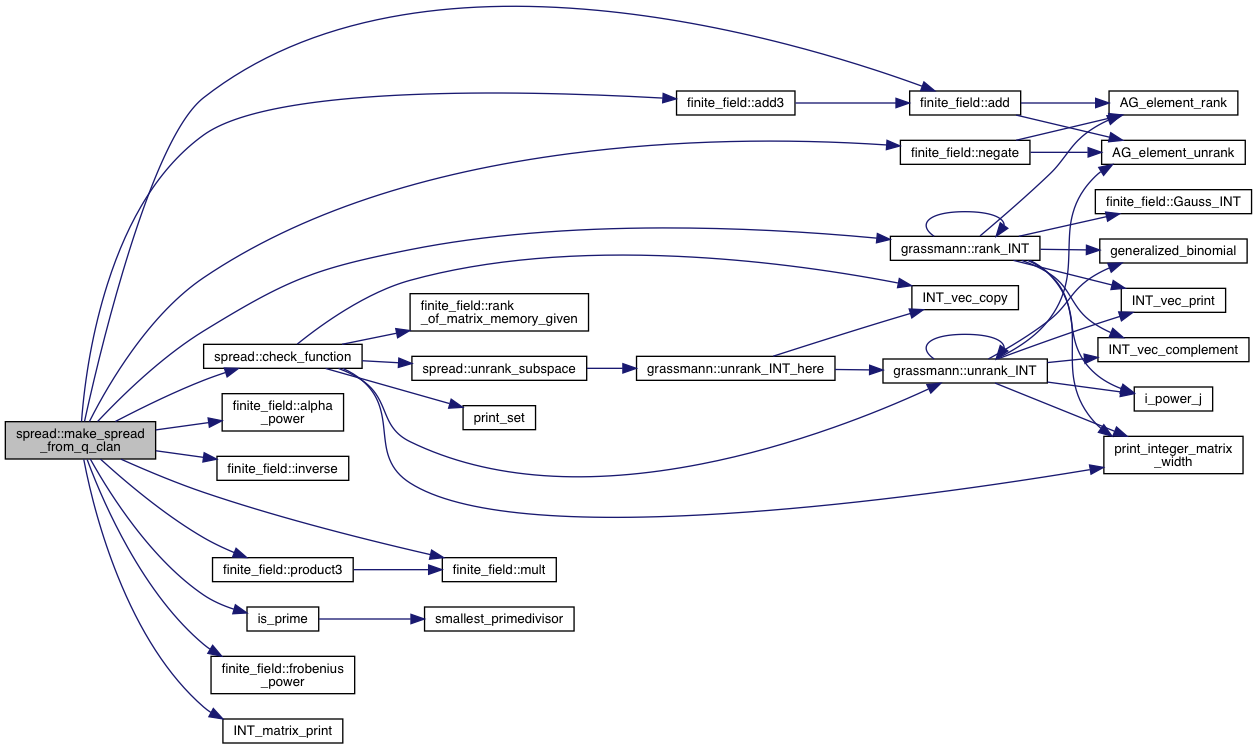 finite_field::add3
finite_field::add
AG_element_rank
finite_field::negate
AG_element_unrank
finite_field::Gauss_INT
grassmann::rank_INT
generalized_binomial
finite_field::rank
_of_matrix_memory_given
INT_vec_copy
INT_vec_print
spread::check_function
spread::unrank_subspace
grassmann::unrank_INT_here
grassmann::unrank_INT
INT_vec_complement
finite_field::alpha
_power
print_set
i_power_j
spread::make_spread
_from_q_clan
finite_field::inverse
print_integer_matrix
_width
finite_field::product3
finite_field::mult
is_prime
smallest_primedivisor
finite_field::frobenius
_power
INT_matrix_print